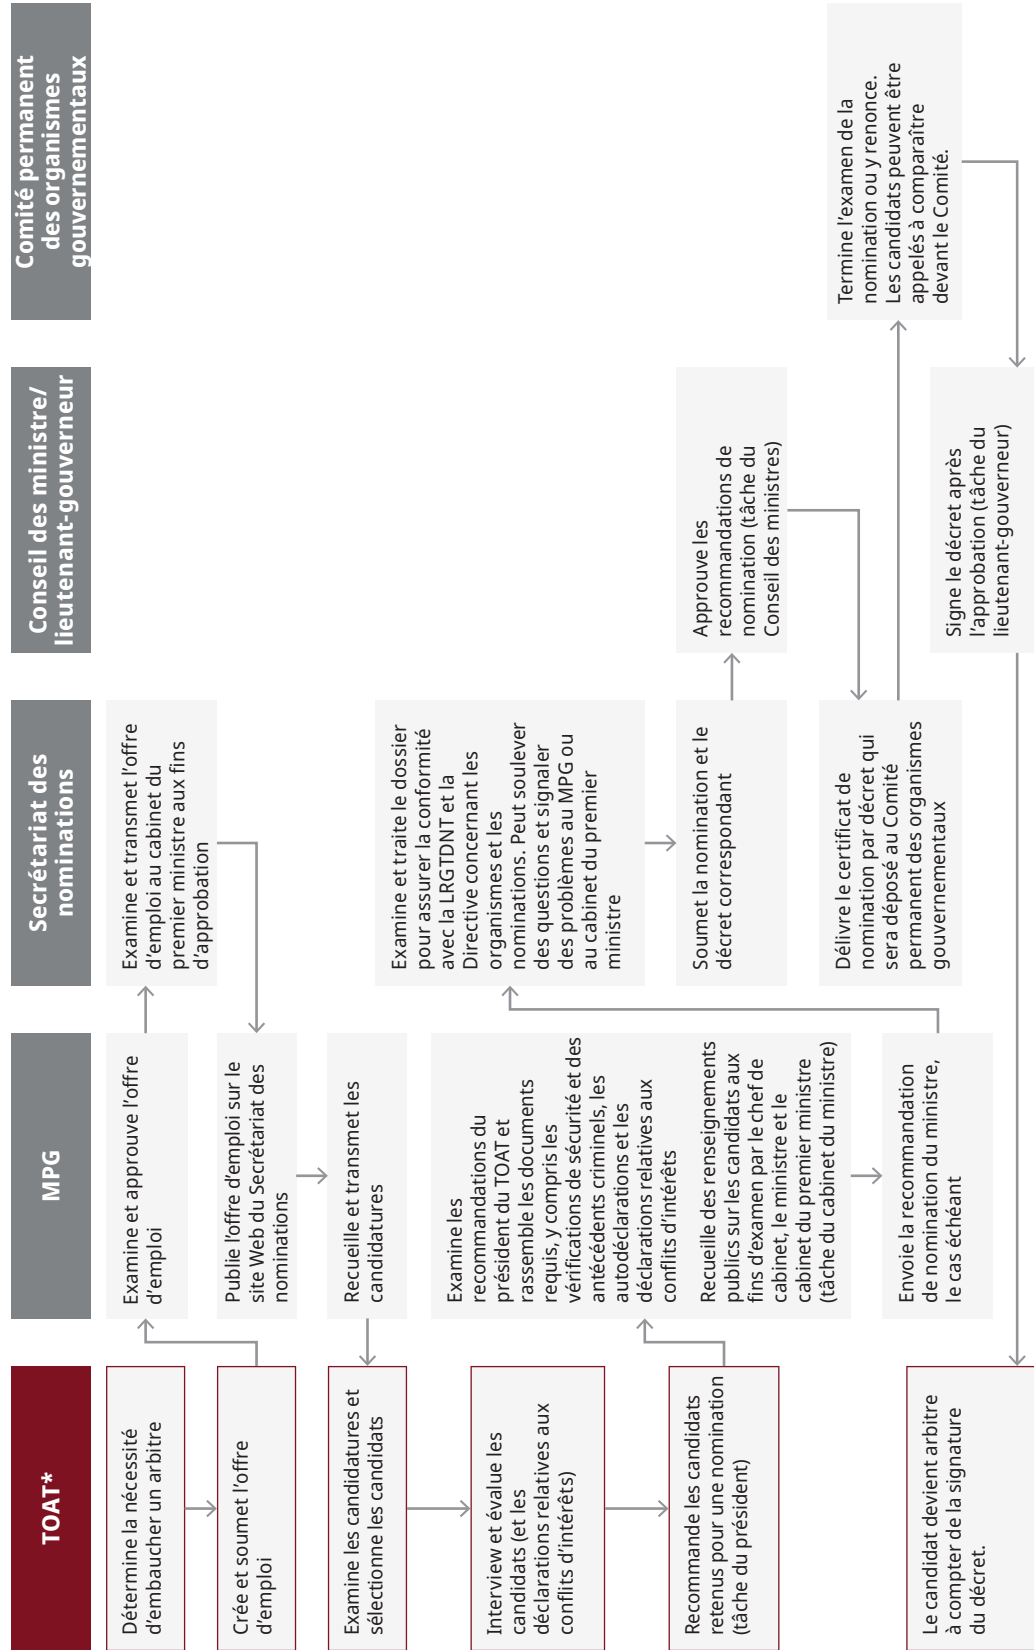 TOAT*
MPG
Secrétariat des
nominations
Conseil des ministre/
lieutenant-gouverneur
Comité permanent
des organismes
gouvernementaux
Détermine la nécessité
d'embaucher un arbitre
Crée et soumet l'offre
d'emploi
Examine et approuve l'offre
d'emploi
Examine et transmet l'offre
d'emploi au cabinet du
premier ministre aux fins
d'approbation
Publie l'offre d'emploi sur le
site Web du Secrétariat des
nominations
Recueille et transmet les
candidatures
Examine les candidatures et
sélectionne les candidats
Interview et évalue les
candidats (et les
déclarations relatives aux
conflits d'intérêts)
Recommande les candidats
retenus pour une nomination
(tâche du président)
Examine les
recommandations du
président du TOAT et
rassemble les documents
requis, y compris les
vérifications de sécurité et des
antécédents criminels, les
autodéclarations et les
déclarations relatives aux
conflits d'intérêts
Recueille des renseignements
publics sur les candidats aux
fins d'examen par le chef de
cabinet, le ministre et le
cabinet du premier ministre
(tâche du cabinet du ministre)
Envoie la recommandation
de nomination du ministre,
le cas échéant
Examine et traite le dossier
pour assurer la conformité
avec la LRGTDNT et la
Directive concernant les
organismes et les
nominations. Peut soulever
des questions et signaler
des problèmes au MPG ou
au cabinet du premier
ministre
Soumet la nomination et le
décret correspondant
Approuve les
recommandations de
nomination (tâche du
Conseil des ministres)
Délivre le certificat de
nomination par décret qui
sera déposé au Comité
permanent des organismes
gouvernementaux
Termine l'examen de la
nomination ou y renonce.
Les candidats peuvent être
appelés à comparaître
devant le Comité.
Signe le décret après
l'approbation (tâche du
lieutenant-gouverneur)
Le candidat devient arbitre
à compter de la signature
du décret.